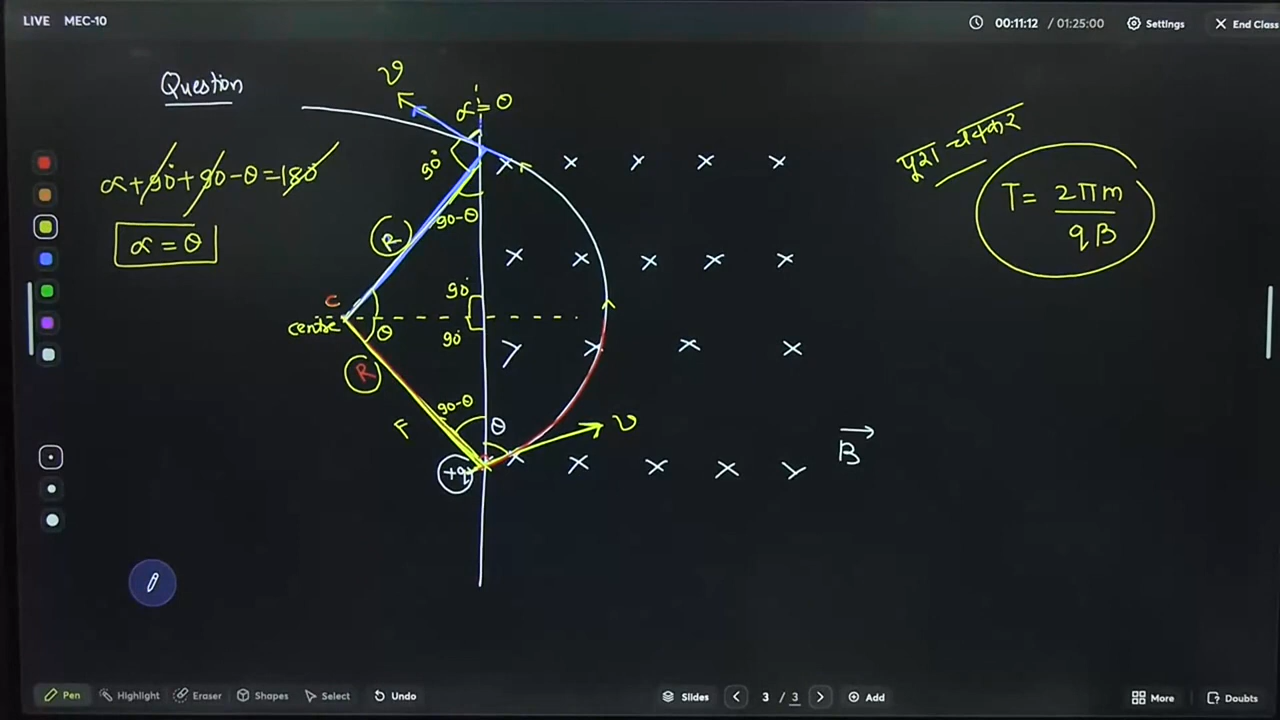 LIVE MEC-10
00:11:12 / 01:25:00 Settings End Class
Question
v
α = θ
90°
α + 90° + 90 - θ = 180°
α = θ
R
90-θ
C
centre
θ
90°
90°
R
90-θ
F
θ
v
+q
पूरा चक्कर
T = 2πm / qB
x x x x x
x x x x x
x x x x
x x x x x
B
Pen Highlight Eraser Shapes Select Undo
Slides 3 / 3 Add
More Doubts